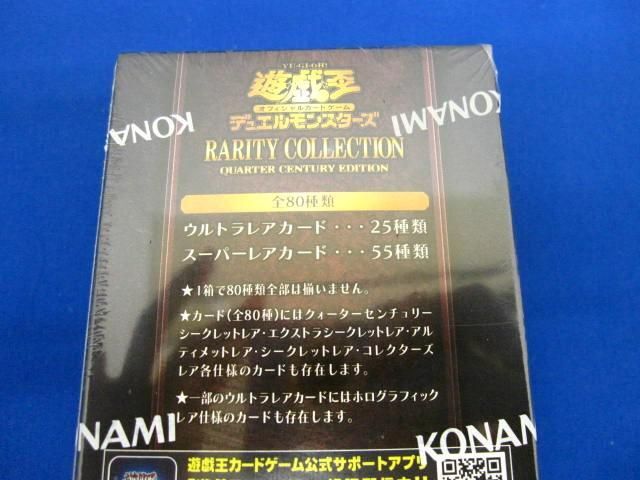 YU-GI-OH!
遊戯王
オフィシャルカードゲーム
デュエルモンスターズ
KONA
KONAMI
RARITY COLLECTION
QUARTER CENTURY EDITION
全80種類
ウルトラレアカード・・・25種類
スーパーレアカード・・・55種類
★1箱で80種類全部は揃いません。
★カード(全80種)にはクォーターセンチュリー
シークレットレア・エクストラシークレットレア・アル
ティメットレア・シークレットレア・コレクターズ
レア各仕様のカードも存在します。
★一部のウルトラレアカードにはホログラフィック
レア仕様のカードも存在します。
NAMI
KONAM
遊戯王カードゲーム公式サポートアプリ